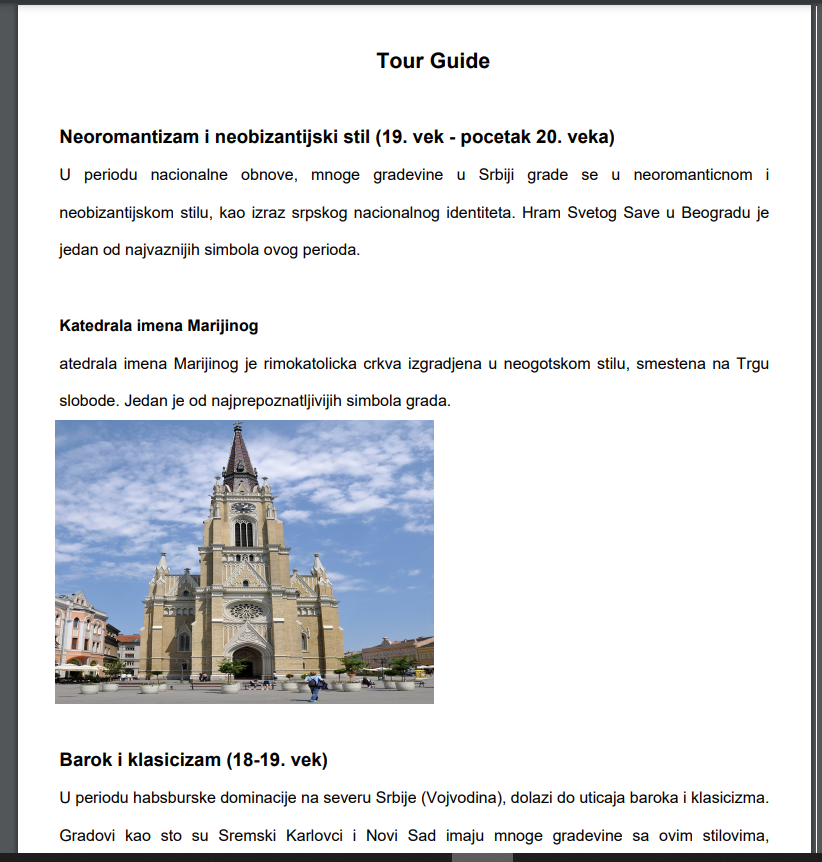 Tour Guide
Neoromantizam i neobizantijski stil (19. vek - pocetak 20. veka)
U periodu nacionalne obnove, mnoge gradevine u Srbiji grade se u neoromanticnom i
neobizantijskom stilu, kao izraz srpskog nacionalnog identiteta. Hram Svetog Save u Beogradu je
jedan od najvaznijih simbola ovog perioda.
Katedrala imena Marijinog
atedrala imena Marijinog je rimokatolicka crkva izgradjena u neogotskom stilu, smestena na Trgu
slobode. Jedan je od najprepoznatljivijih simbola grada.
Barok i klasicizam (18-19. vek)
U periodu habsburske dominacije na severu Srbije (Vojvodina), dolazi do uticaja baroka i klasicizma.
Gradovi kao sto su Sremski Karlovci i Novi Sad imaju mnoge gradevine sa ovim stilovima,